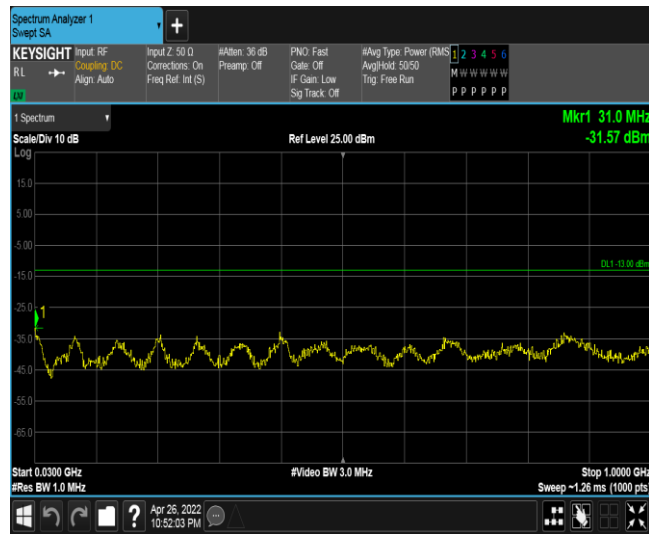 Spectrum Analyzer 1
Swept SA
KEYSIGHT
RL
Input: RF
Coupling: DC
Align: Auto
Input Z: 50 Ω
Corrections: On
Freq Ref: Int (S)
#Atten: 36 dB
Preamp: Off
PNO: Fast
Gate: Off
IF Gain: Low
Sig Track: Off
#Avg Type: Power (RMS
Avg|Hold: 50/50
Trig: Free Run
1 2 3 4 5 6
M W W W W W
P P P P P P
1 Spectrum
Scale/Div 10 dB
Ref Level 25.00 dBm
Mkr1 31.0 MHz
-31.57 dBm
Log
15.0
5.00
-5.00
DL1 -13.00 dBm
-15.0
-25.0
1
-35.0
-45.0
-55.0
-65.0
Start 0.0300 GHz
#Video BW 3.0 MHz
Stop 1.0000 GHz
#Res BW 1.0 MHz
Sweep ~1.26 ms (1000 pts
?
Apr 26, 2022
10:52:03 PM